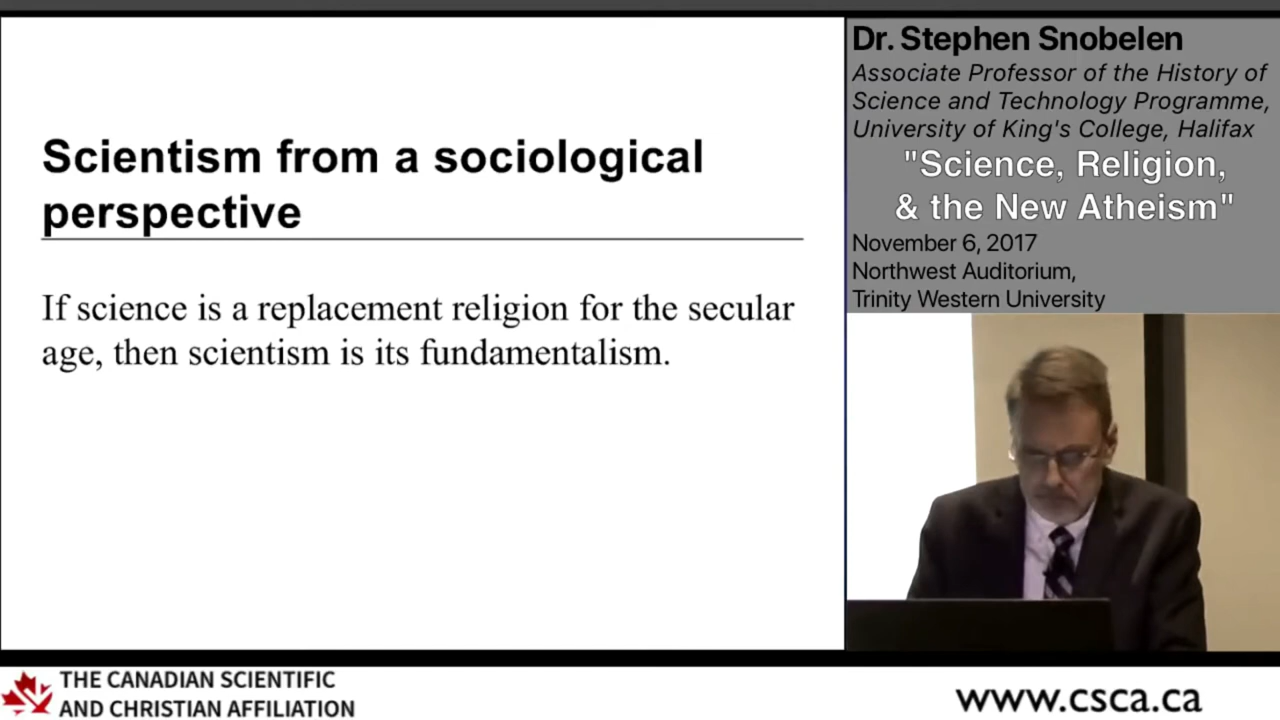 Scientism from a sociological
perspective
If science is a replacement religion for the secular
age, then scientism is its fundamentalism.
Dr. Stephen Snobelen
Associate Professor of the History of
Science and Technology Programme,
University of King's College, Halifax
"Science, Religion,
& the New Atheism"
November 6, 2017
Northwest Auditorium,
Trinity Western University
THE CANADIAN SCIENTIFIC
AND CHRISTIAN AFFILIATION
www.csca.ca